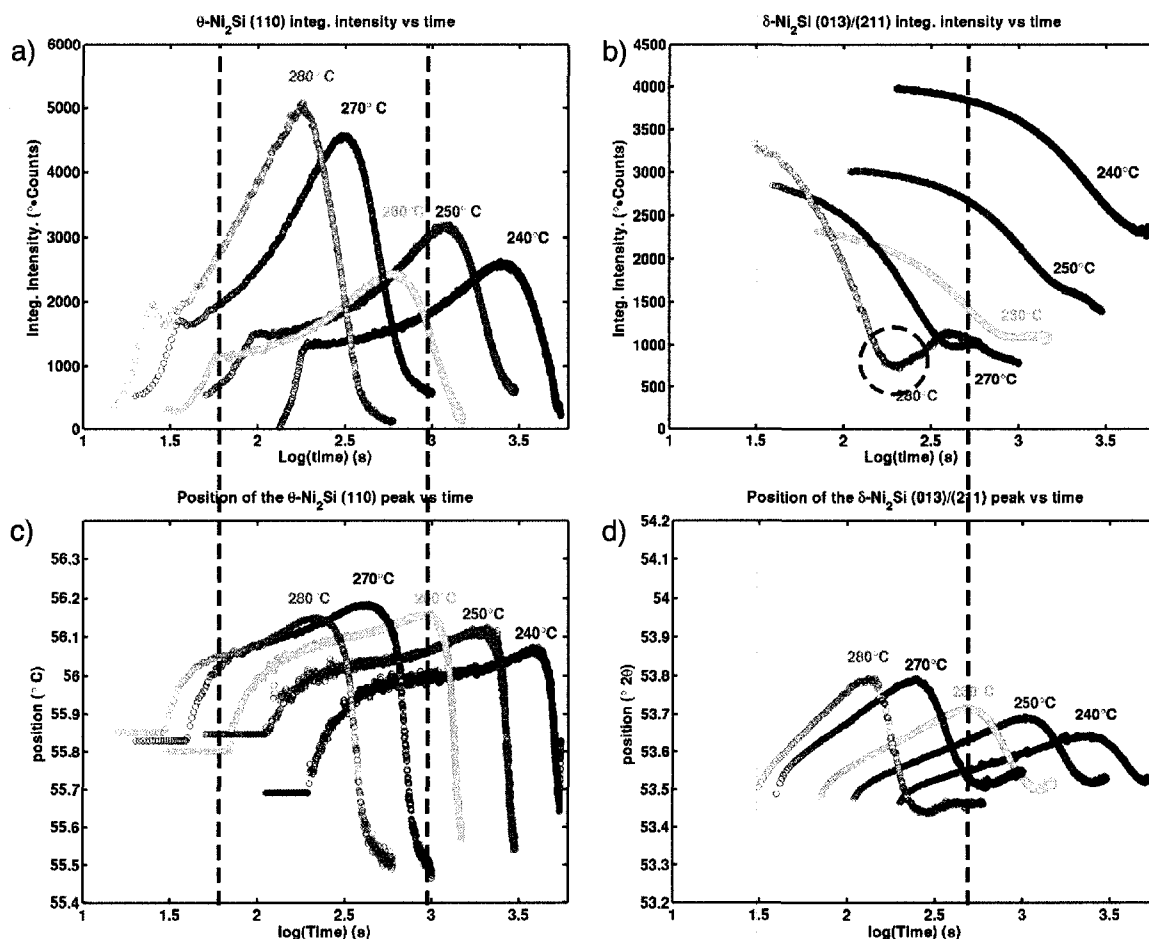 θ-Ni2Si (110) integ. intensity vs time
a)
Integ. Intensity. (°•Counts)
6000
5000
4000
3000
2000
1000
0
280°C
270° C
260°C
250° C
240°C
1
1.5
2
2.5
3
3.5
Log(time) (s)
δ-Ni2Si (013)/(211) integ. intensity vs time
b)
Integ. Intensity. (°•Counts)
4500
4000
3500
3000
2500
2000
1500
1000
500
0
240°C
250°C
260°C
270°C
280°C
1
1.5
2
2.5
3
3.5
Log(time) (s)
Position of the θ-Ni2Si (110) peak vs time
c)
position (° C)
56.3
56.2
56.1
56
55.9
55.8
55.7
55.6
55.5
55.4
280°C
270°C
260°C
250°C
240°C
1
1.5
2
2.5
3
3.5
log(Time) (s)
Position of the δ-Ni2Si (013)/(211) peak vs time
d)
position (° 2θ)
54.2
54.1
54
53.9
53.8
53.7
53.6
53.5
53.4
53.3
53.2
280°C
270°C
260°C
250°C
240°C
1
1.5
2
2.5
3
3.5
log(Time) (s)